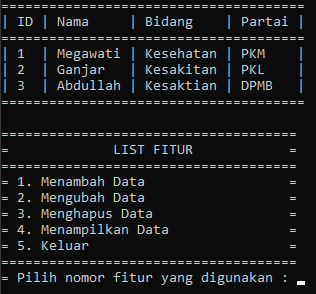 ======================================
| ID | Nama      | Bidang    | Partai |
======================================
| 1  | Megawati  | Kesehatan | PKM
| 2  | Ganjar    | Kesakitan | PKL
| 3  | Abdullah  | Kesaktian | DPMB
======================================
=====================================
=             LIST FITUR            =
=====================================
= 1. Menambah Data                  =
= 2. Mengubah Data                  =
= 3. Menghapus Data                 =
= 4. Menampilkan Data               =
= 5. Keluar                         =
=====================================
= Pilih nomor fitur yang digunakan :